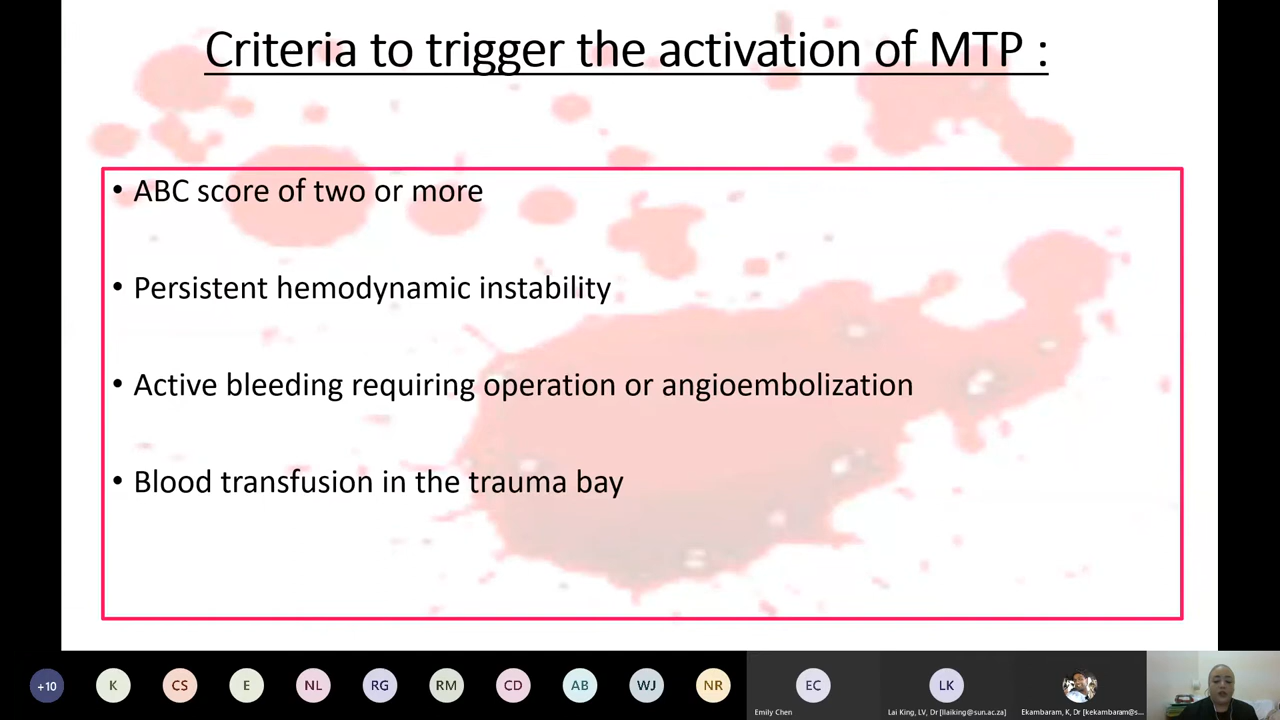 Criteria to trigger the activation of MTP :
• ABC score of two or more
• Persistent hemodynamic instability
• Active bleeding requiring operation or angioembolization
• Blood transfusion in the trauma bay
+10
K
CS
E
NL
RG
RM
CD
AB
WJ
NR
EC
LK
Emily Chen
Lai King, LV, Dr [llaiking@sun.ac.za]
Ekambaram, K, Dr [kekambaram@s...